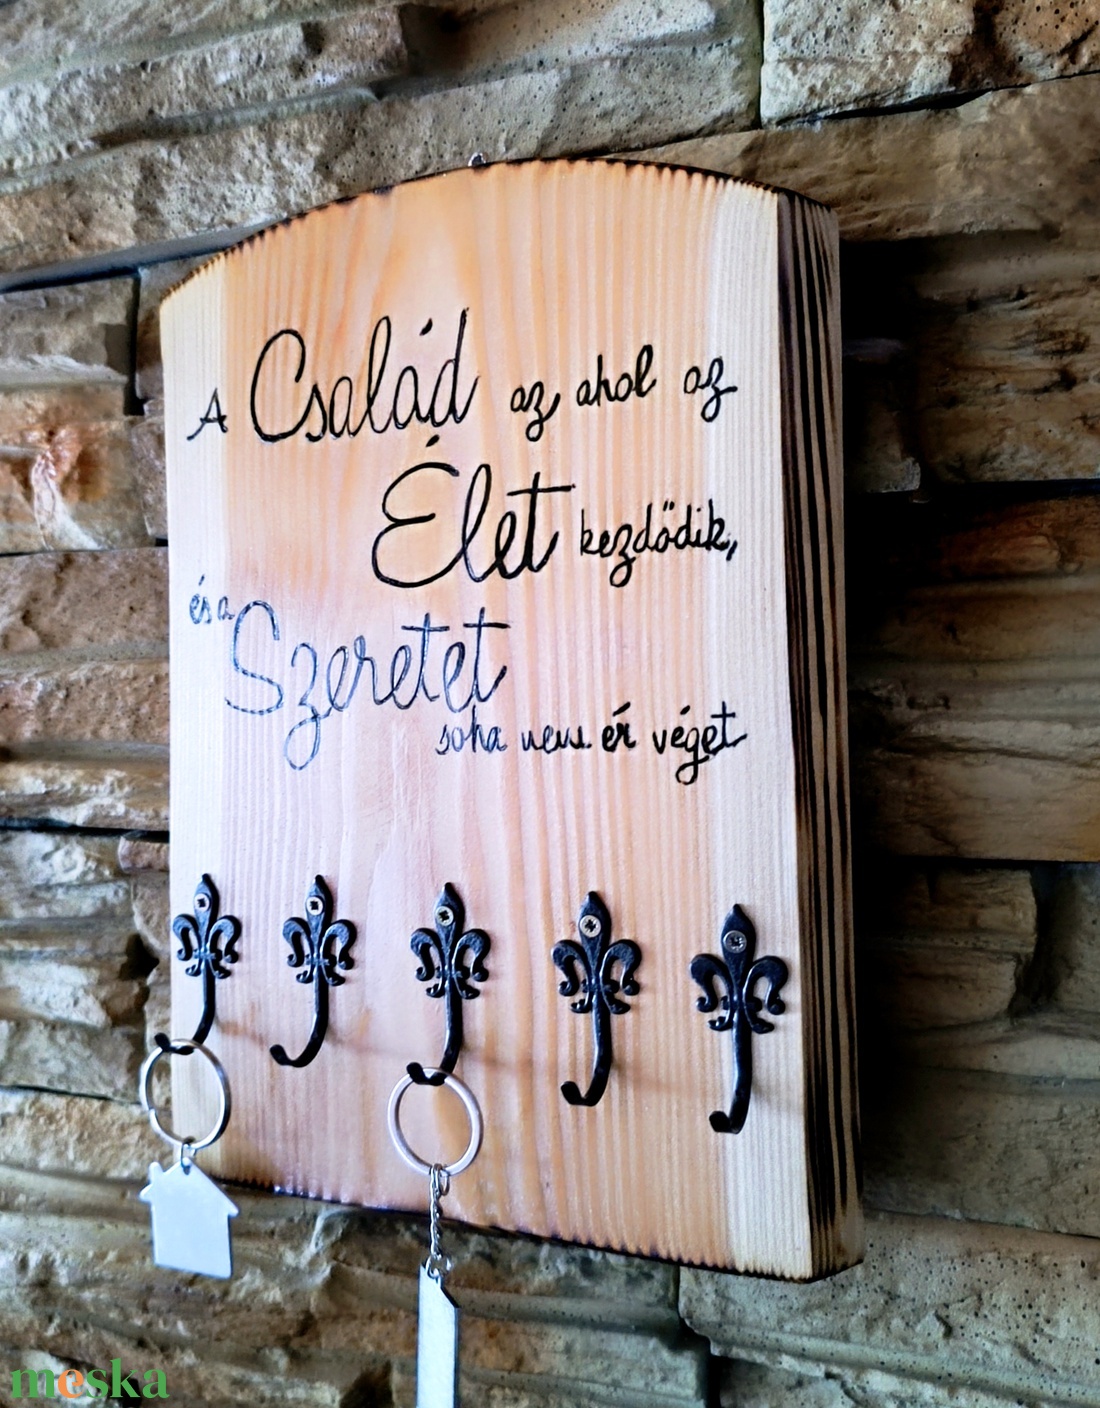 A Család az ahol az
Élet kezdődik,
és a
Szeretet
soha nem ér véget
meska